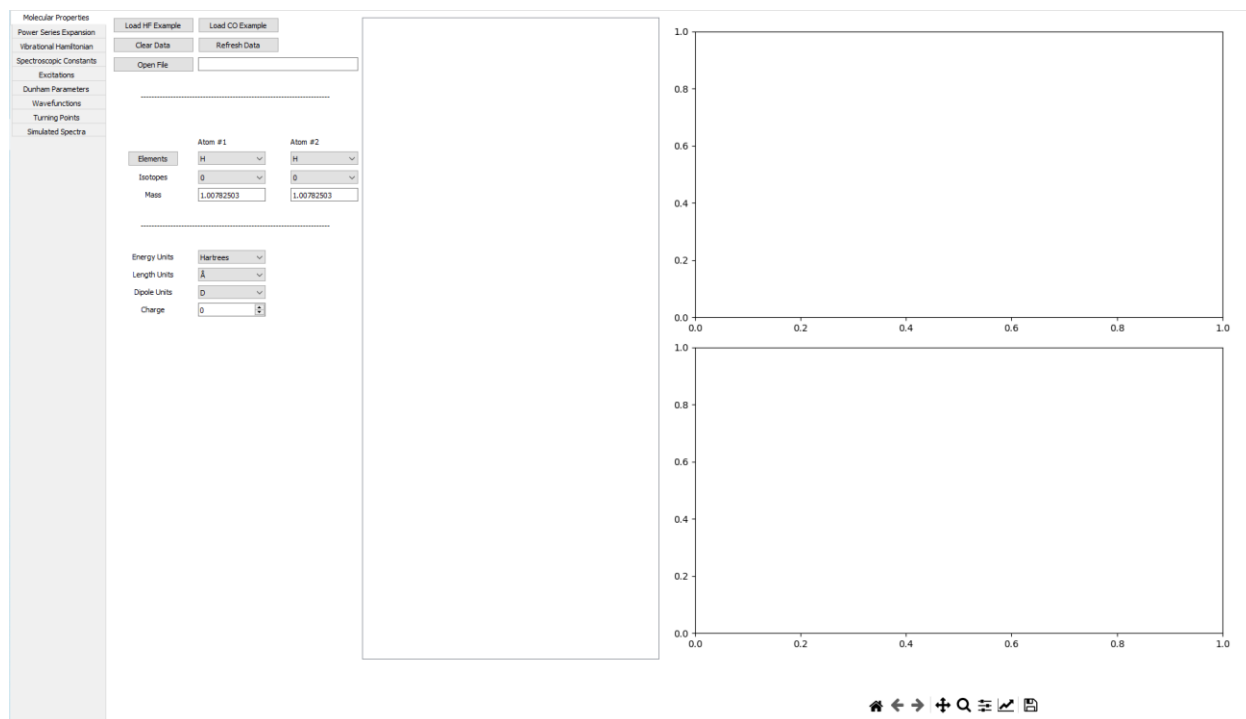 Molecular Properties
Power Series Expansion
Vibrational Hamiltonian
Spectroscopic Constants
Excitations
Dunham Parameters
Wavefunctions
Turning Points
Simulated Spectra
Load HF Example Load CO Example
Clear Data Refresh Data
Open File
Atom #1 Atom #2
Elements H H
Isotopes 0 0
Mass 1.00782503 1.00782503
Energy Units Hartrees
Length Units Å
Dipole Units D
Charge 0
1.0
0.8
0.6
0.4
0.2
0.0
0.0 0.2 0.4 0.6 0.8 1.0
1.0
0.8
0.6
0.4
0.2
0.0
0.0 0.2 0.4 0.6 0.8 1.0